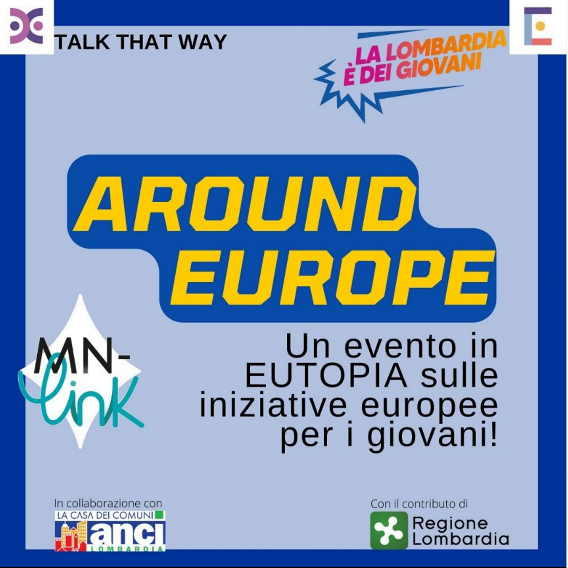 TALK THAT WAY
LA LOMBARDIA
È DEI GIOVANI
AROUND
EUROPE
MN-
link
Un evento in
EUTOPIA sulle
iniziative europee
per i giovani!
In collaborazione con
LA CASA DEI COMUNI
anci
LOMBARDIA
Con il contributo di
Regione
Lombardia